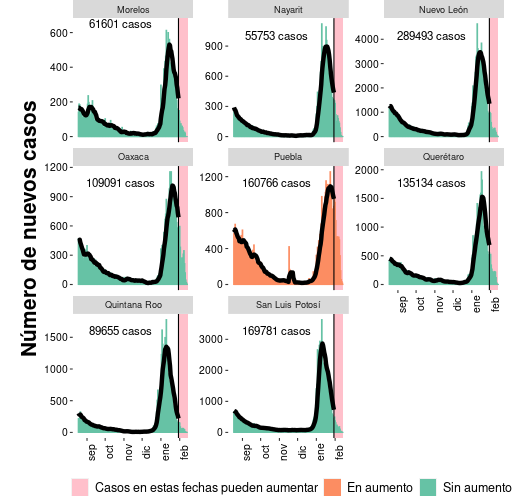 Número de nuevos casos
Morelos
61601 casos
600
400
200
0
Nayarit
55753 casos
900
600
300
0
Nuevo León
289493 casos
4000
3000
2000
1000
0
Oaxaca
109091 casos
1200
900
600
300
0
Puebla
160766 casos
1200
800
400
0
Querétaro
135134 casos
2000
1500
1000
500
0
sep oct nov dic ene feb
Quintana Roo
89655 casos
1500
1000
500
0
sep oct nov dic ene feb
San Luis Potosí
169781 casos
3000
2000
1000
0
sep oct nov dic ene feb
Casos en estas fechas pueden aumentar En aumento Sin aumento